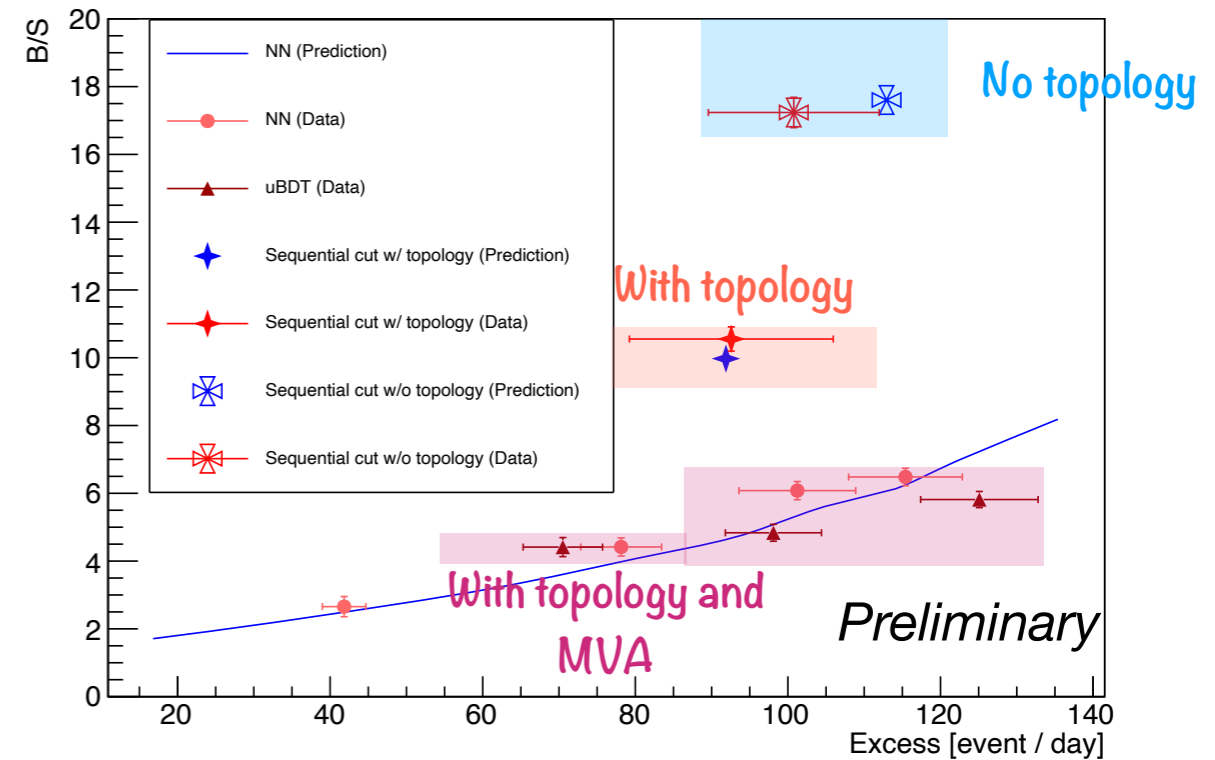 B/S
20
18
16
14
12
10
8
6
4
2
0
NN (Prediction)
NN (Data)
uBDT (Data)
Sequential cut w/ topology (Prediction)
Sequential cut w/ topology (Data)
Sequential cut w/o topology (Prediction)
Sequential cut w/o topology (Data)
No topology
With topology
With topology and
MVA
Preliminary
20 40 60 80 100 120 140
Excess [event / day]